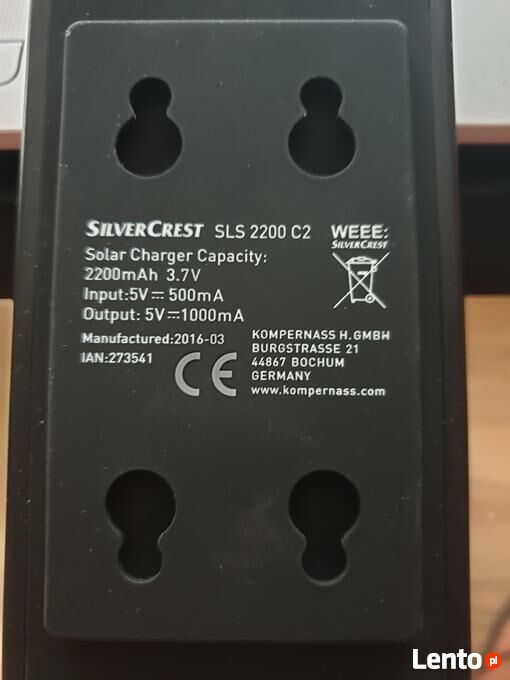 SILVERCREST SLS 2200 C2
Solar Charger Capacity:
2200mAh 3.7V
Input:5V⎓500mA
Output: 5V⎓1000mA
Manufactured:2016-03
IAN:273541
CE
WEEE:
SILVERCREST
KOMPERNASS H.GMBH
BURGSTRASSE 21
44867 BOCHUM
GERMANY
www.kompernass.com
Lento.pl